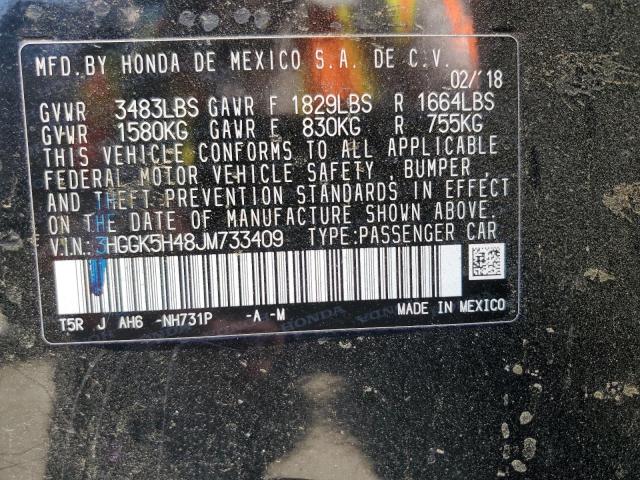 MFD.BY HONDA DE MEXICO S.A. DE C.V.
02/'18
GVWR 3483LBS GAWR F 1829LBS R 1664LBS
GVWR 1580KG GAWR E 830KG R 755KG
THIS VEHICLE CONFORMS TO ALL APPLICABLE
FEDERAL MOTOR VEHICLE SAFETY , BUMPER ,
AND THEFT PREVENTION STANDARDS IN EFFECT
ON THE DATE OF MANUFACTURE SHOWN ABOVE.
V.I.N.: 3HGGK5H48JM733409 TYPE:PASSENGER CAR
T5R J AH6 -NH731P -A -M MADE IN MEXICO
HONDA